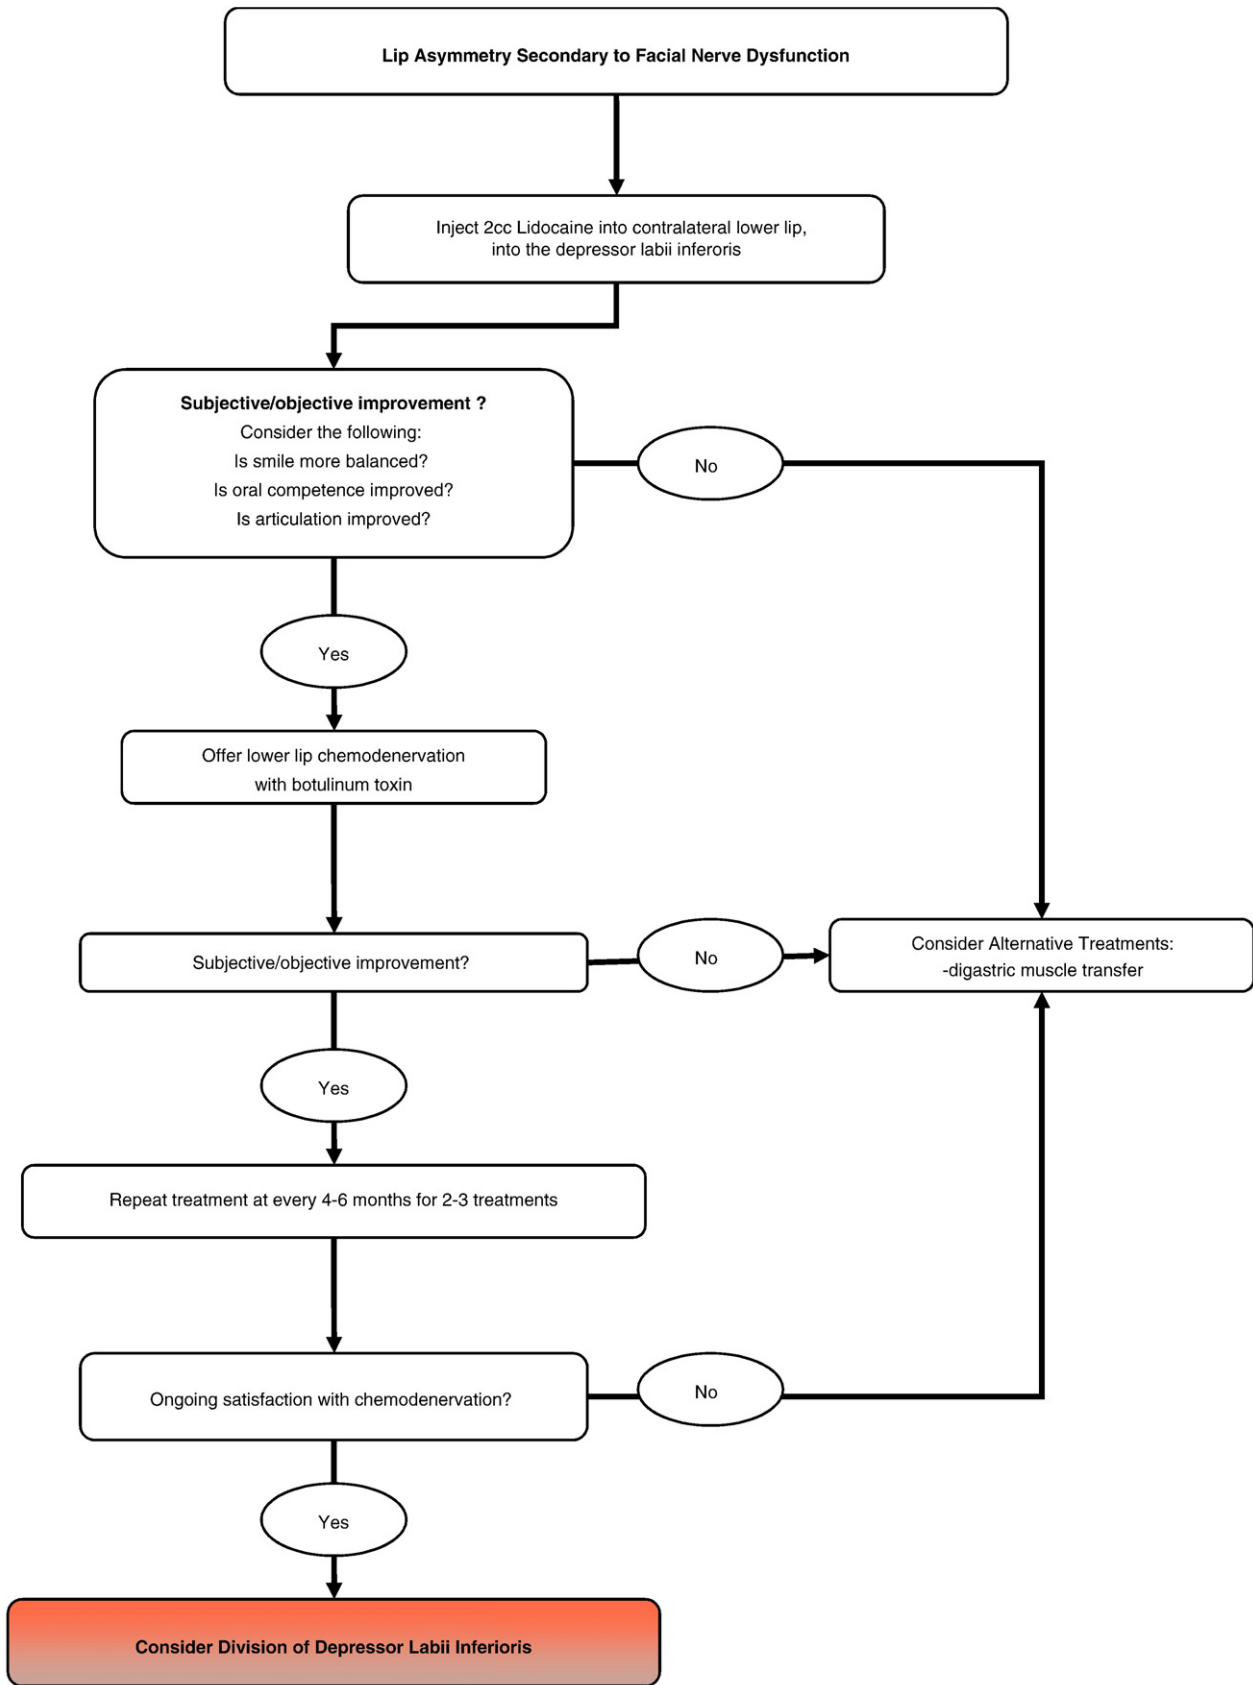 Lip Asymmetry Secondary to Facial Nerve Dysfunction
Inject 2cc Lidocaine into contralateral lower lip,
into the depressor labii inferoris
Subjective/objective improvement ?
Consider the following:
Is smile more balanced?
Is oral competence improved?
Is articulation improved?
No
Yes
Offer lower lip chemodenervation
with botulinum toxin
Subjective/objective improvement?
No
Consider Alternative Treatments:
-digastric muscle transfer
Yes
Repeat treatment at every 4-6 months for 2-3 treatments
Ongoing satisfaction with chemodenervation?
No
Yes
Consider Division of Depressor Labii Inferioris